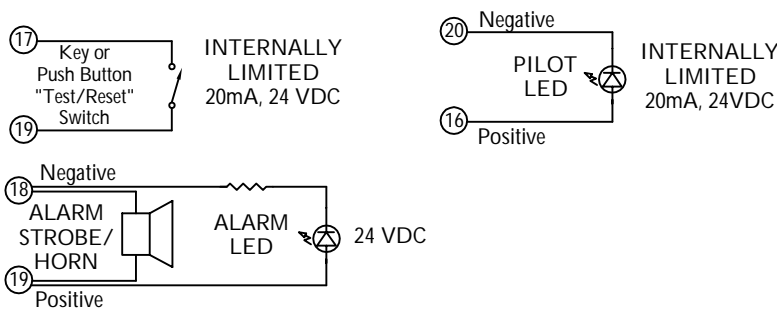 17
Key or
Push Button
"Test/Reset"
Switch
19
INTERNALLY
LIMITED
20mA, 24 VDC
20
Negative
PILOT
LED
INTERNALLY
LIMITED
20mA, 24VDC
16
Positive
18
Negative
ALARM
STROBE/
HORN
ALARM
LED
24 VDC
19
Positive